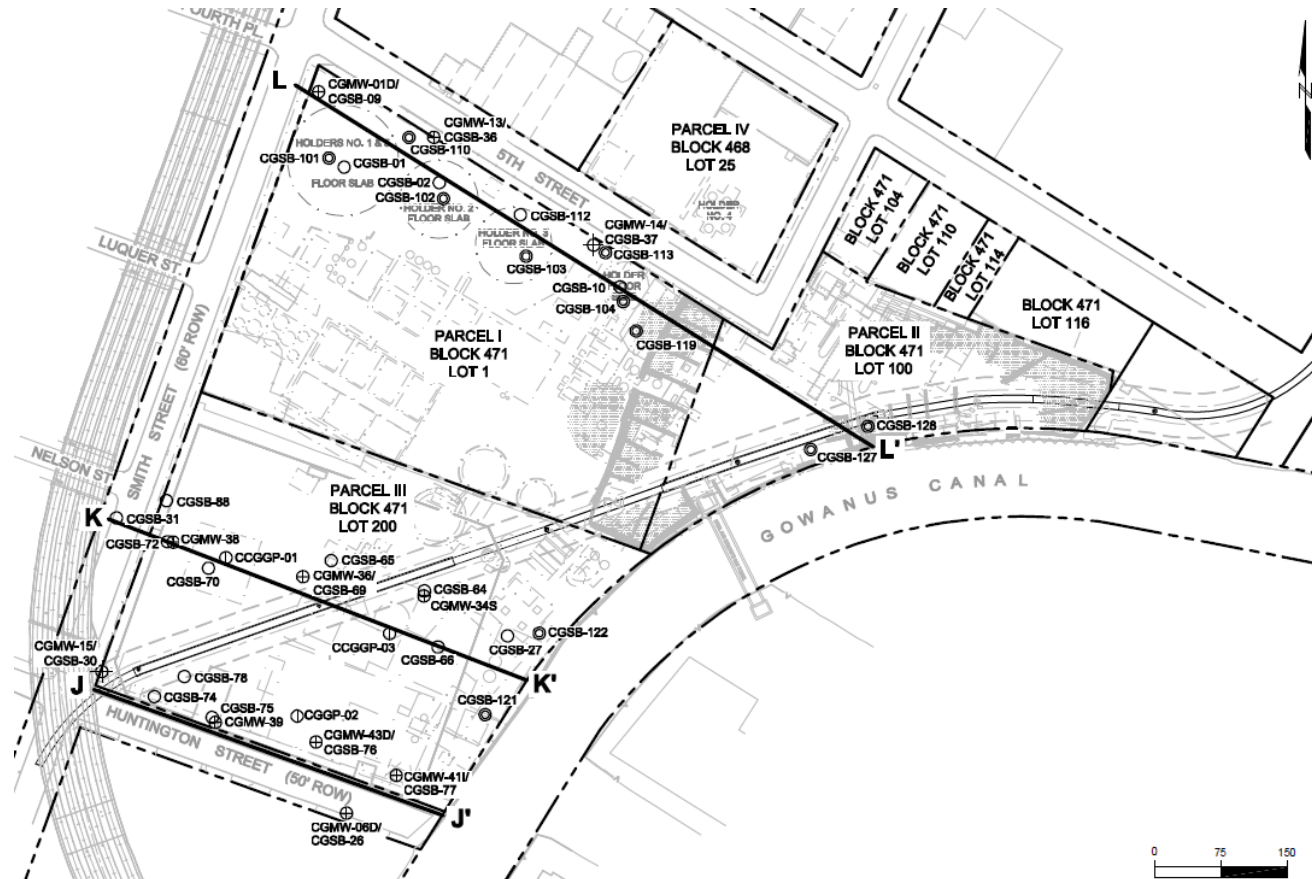 FOURTH PL.
L
CGMW-01D/
CGSB-09
CGMW-13/
CGSB-36
CGSB-110
HOLDERS NO. 1 &
CGSB-101
CGSB-01
FLOOR SLAB
CGSB-02
CGSB-102
HOLDER NO. 2
FLOOR SLAB
5TH STREET
PARCEL IV
BLOCK 468
LOT 25
HOLDER
NO. 4
CGSB-112
HOLDER NO. 3
FLOOR SLAB
CGSB-103
CGMW-14/
CGSB-37
CGSB-113
HOLDER
FLOOR
CGSB-10
CGSB-104
CGSB-119
BLOCK 471
LOT 104
BLOCK 471
LOT 110
BLOCK 471
LOT 114
BLOCK 471
LOT 116
LUQUER ST.
SMITH STREET (60' ROW)
PARCEL I
BLOCK 471
LOT 1
PARCEL II
BLOCK 471
LOT 100
CGSB-128
L'
CGSB-127
GOWANUS CANAL
NELSON ST
PARCEL III
BLOCK 471
LOT 200
CGSB-88
K
CGSB-31
CGSB-72
CGMW-38
CCGGP-01
CGSB-70
CGSB-65
CGMW-36/
CGSB-69
CGSB-64
CGMW-34S
CCGGP-03
CGSB-66
CGSB-27
CGSB-122
K'
CGMW-15/
CGSB-30
J
CGSB-78
CGSB-74
CGSB-75
CGMW-39
CGGP-02
CGMW-43D/
CGSB-76
CGSB-121
HUNTINGTON STREET (50' ROW)
CGMW-41I/
CGSB-77
J'
CGMW-06D/
CGSB-26
0 75 150